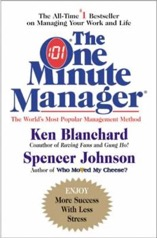 The All-Time #1 Bestseller
on Managing Your Work and Life
The
One
$101
Minute
Manager®
The World's Most Popular Management Method
Ken Blanchard
Coauthor of Raving Fans and Gung Ho!
Spencer Johnson
Author of Who Moved My Cheese?
ENJOY
More Success
With Less
Stress